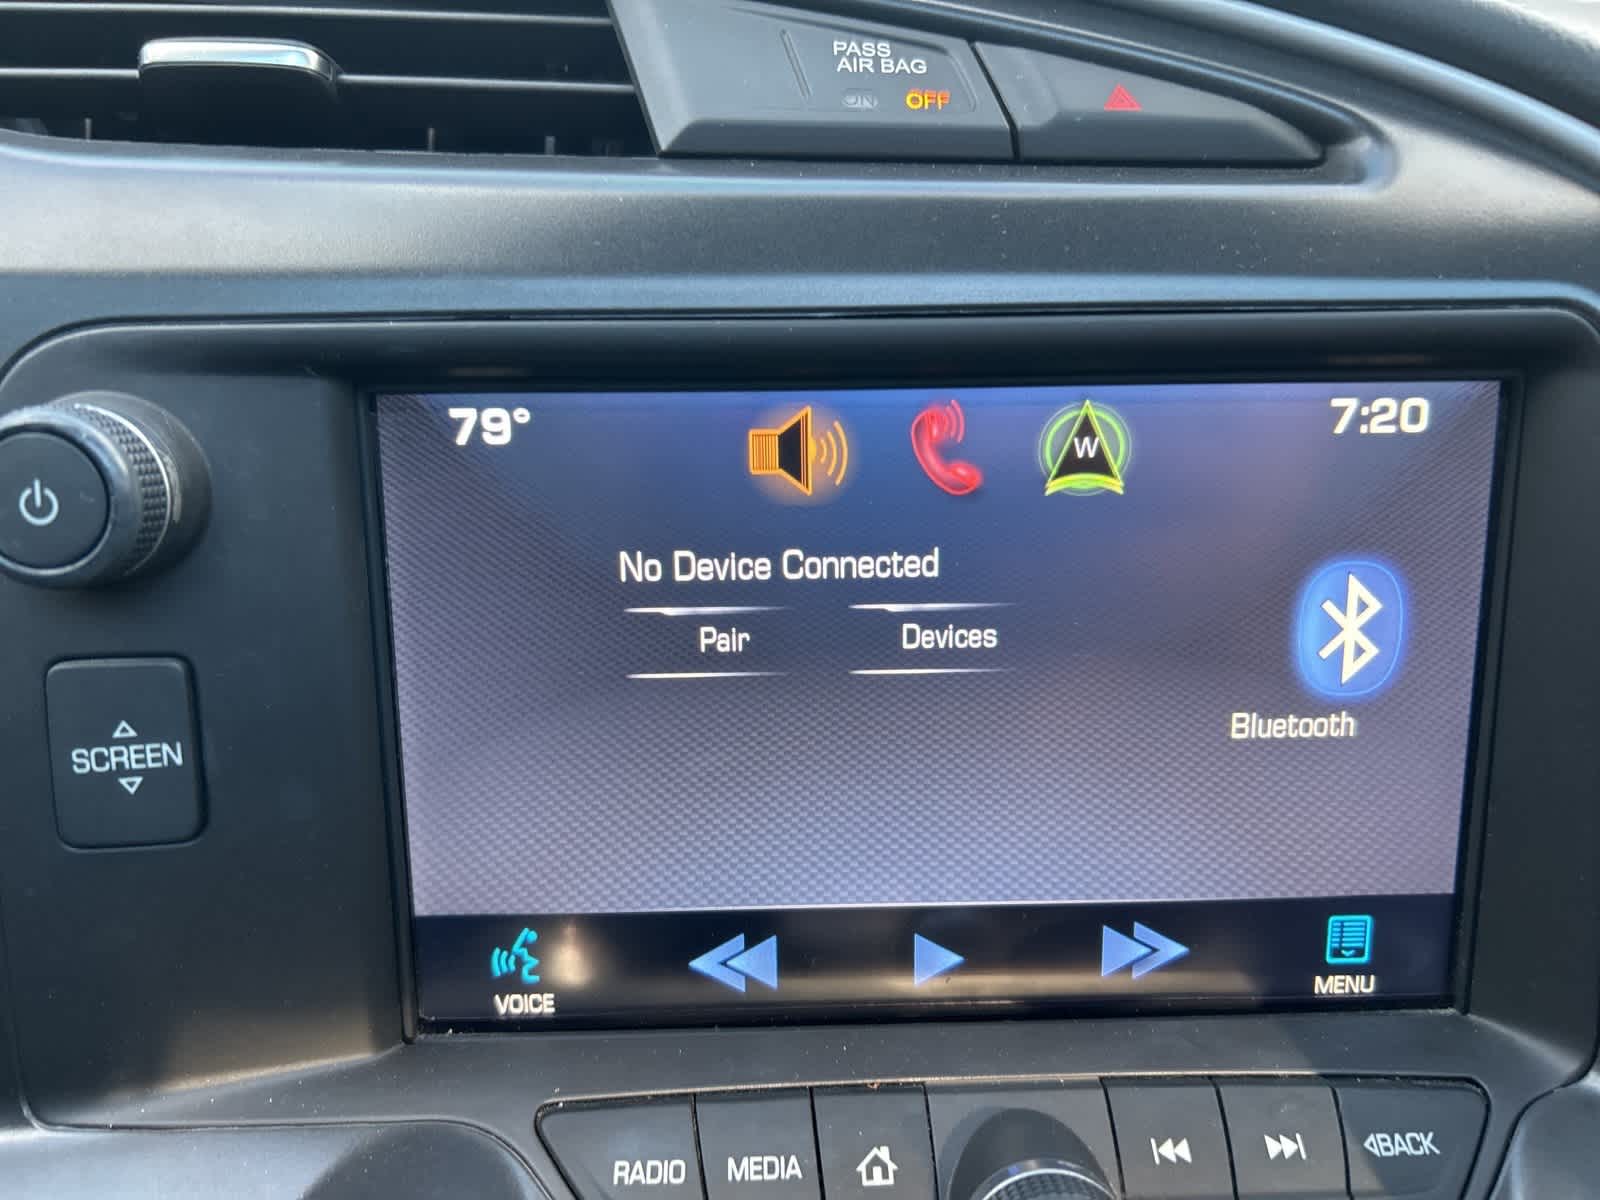 PASS
AIR BAG
ON OFF
79° W 7:20
No Device Connected
Pair Devices
Bluetooth
SCREEN
VOICE MENU
RADIO MEDIA BACK